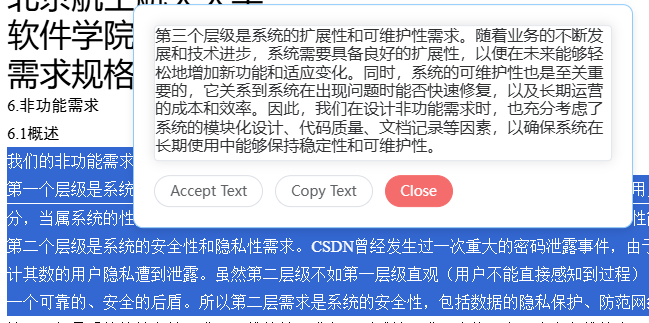 软件学院
需求规格
6.非功能需求
6.1概述
第三个层级是系统的扩展性和可维护性需求。随着业务的不断发
展和技术进步，系统需要具备良好的扩展性，以便在未来能够轻
松地增加新功能和适应变化。同时，系统的可维护性也是至关重
要的，它关系到系统在出现问题时能否快速修复，以及长期运营
的成本和效率。因此，我们在设计非功能需求时，也充分考虑了
系统的模块化设计、代码质量、文档记录等因素，以确保系统在
长期使用中能够保持稳定性和可维护性。
Accept Text
Copy Text
Close
我们的非功能需求
第一个层级是系统
分，当属系统的性
第二个层级是系统的安全性和隐私性需求。CSDN曾经发生过一次重大的密码泄露事件，由于
计其数的用户隐私遭到泄露。虽然第二层级不如第一层级直观（用户不能直接感知到过程）
一个可靠的、安全的后盾。所以第二层需求是系统的安全性，包括数据的隐私保护、防范网络